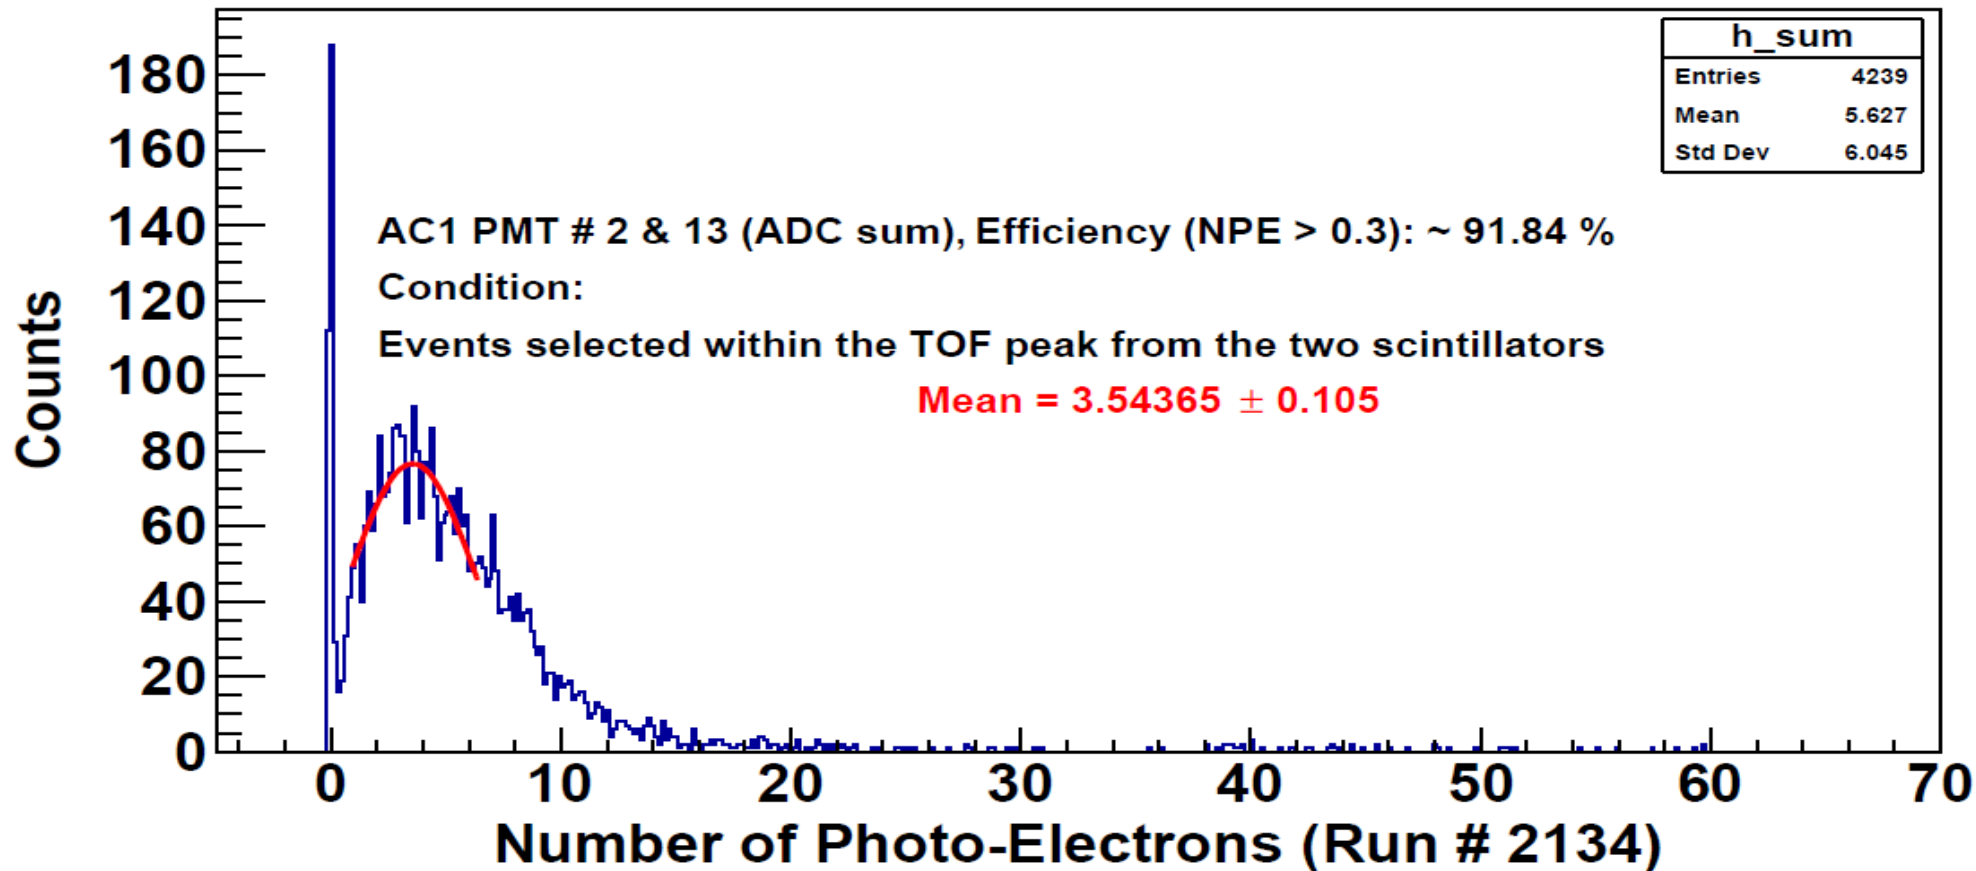 h_sum
Entries 4239
Mean 5.627
Std Dev 6.045
180
160
140
120
100
80
60
40
20
0
Counts
AC1 PMT # 2 & 13 (ADC sum), Efficiency (NPE > 0.3): ~ 91.84 %
Condition:
Events selected within the TOF peak from the two scintillators
Mean = 3.54365 ± 0.105
0 10 20 30 40 50 60 70
Number of Photo-Electrons (Run # 2134)